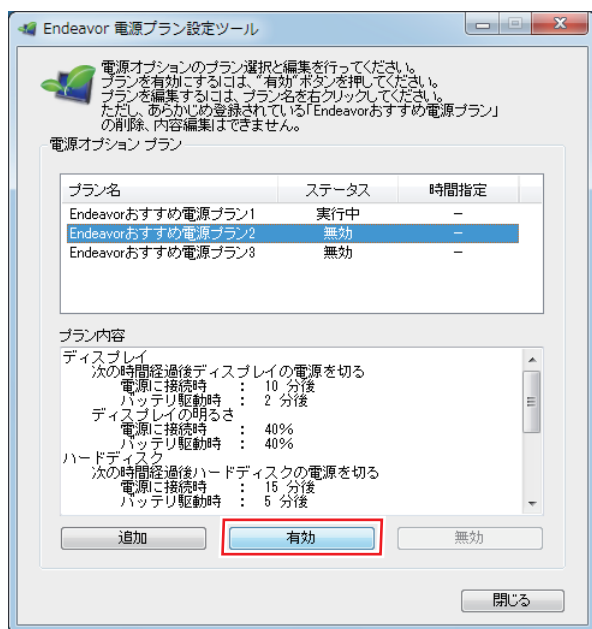 Endeavor 電源プラン設定ツール
電源オプションのプラン選択と編集を行ってください。
プランを有効にするには、"有効"ボタンを押してください。
プランを編集するには、プラン名を右クリックしてください。
ただし、あらかじめ登録されている「Endeavorおすすめ電源プラン」
の削除、内容編集はできません。
電源オプション プラン
プラン名 ステータス 時間指定
Endeavorおすすめ電源プラン1 実行中 －
Endeavorおすすめ電源プラン2 無効 －
Endeavorおすすめ電源プラン3 無効 －
プラン内容
ディスプレイ
次の時間経過後ディスプレイの電源を切る
電源に接続時 : 10 分後
バッテリ駆動時 : 2 分後
ディスプレイの明るさ
電源に接続時 : 40%
バッテリ駆動時 : 40%
ハードディスク
次の時間経過後ハードディスクの電源を切る
電源に接続時 : 15 分後
バッテリ駆動時 : 5 分後
追加 有効 無効
閉じる